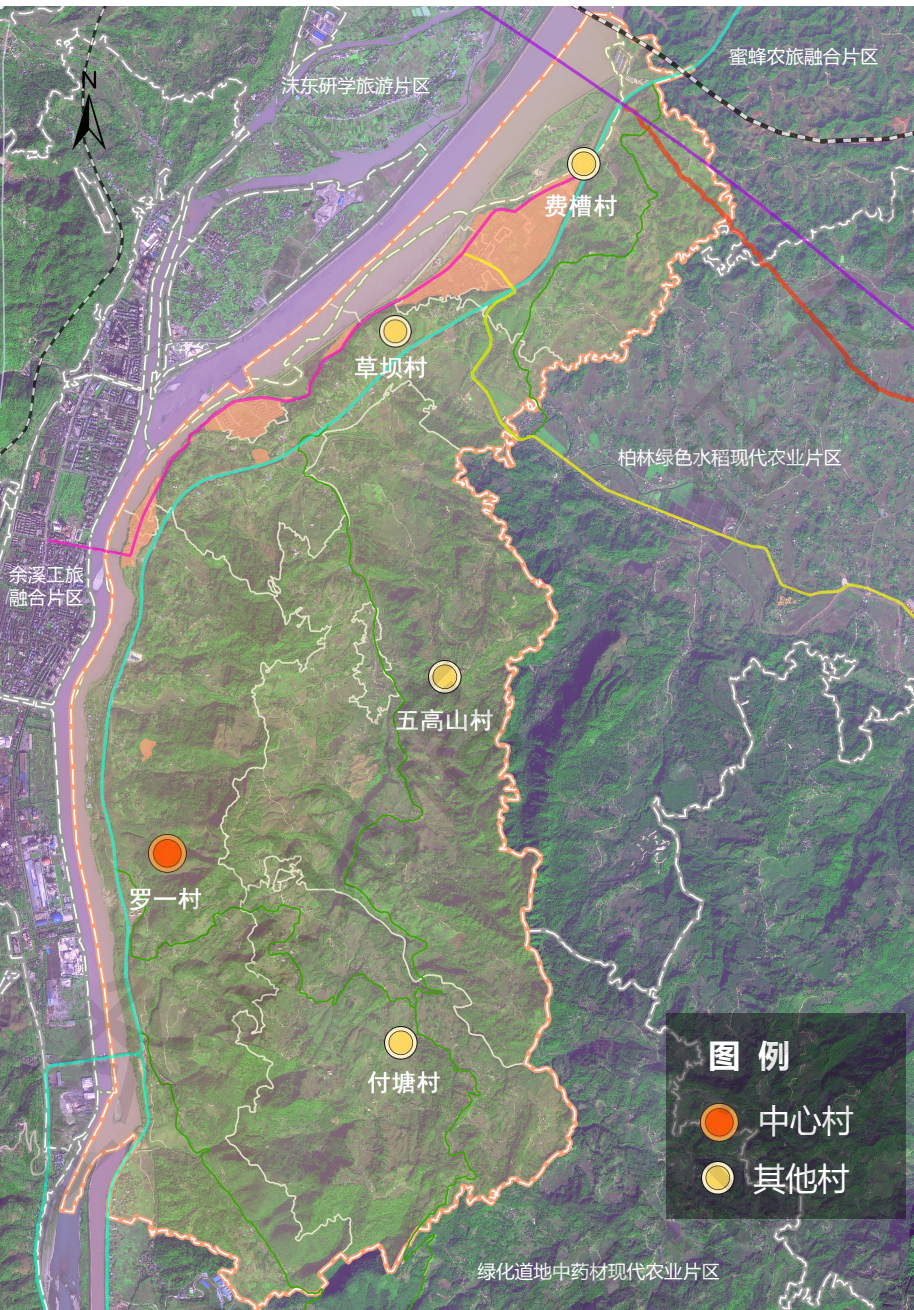 蜜蜂农旅融合片区
沫东研学旅游片区
N
费槽村
草坝村
柏林绿色水稻现代农业片区
余溪王旅
融合片区
五高山村
罗一村
付塘村
图 例
中心村
其他村
绿化道地中药材现代农业片区